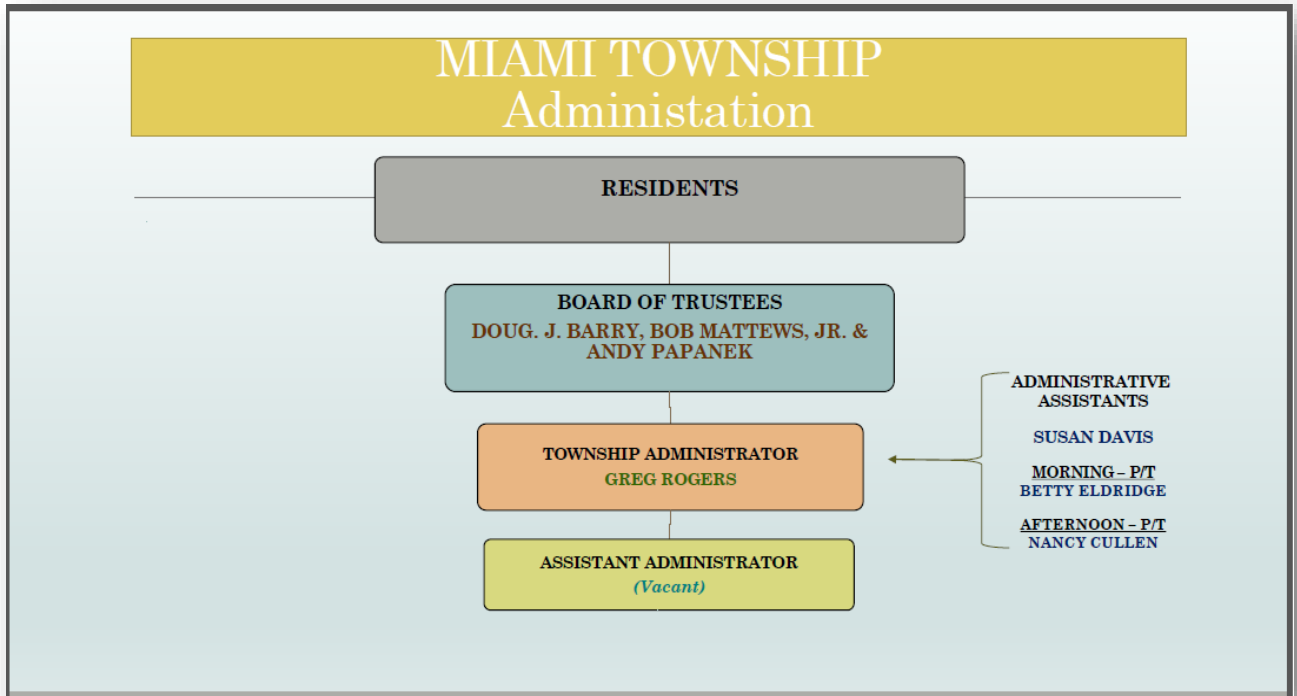 MIAMI TOWNSHIP
Administation
RESIDENTS
BOARD OF TRUSTEES
DOUG. J. BARRY, BOB MATTEWS, JR. &
ANDY PAPANEK
TOWNSHIP ADMINISTRATOR
GREG ROGERS
ASSISTANT ADMINISTRATOR
(Vacant)
ADMINISTRATIVE
ASSISTANTS
SUSAN DAVIS
MORNING – P/T
BETTY ELDRIDGE
AFTERNOON – P/T
NANCY CULLEN